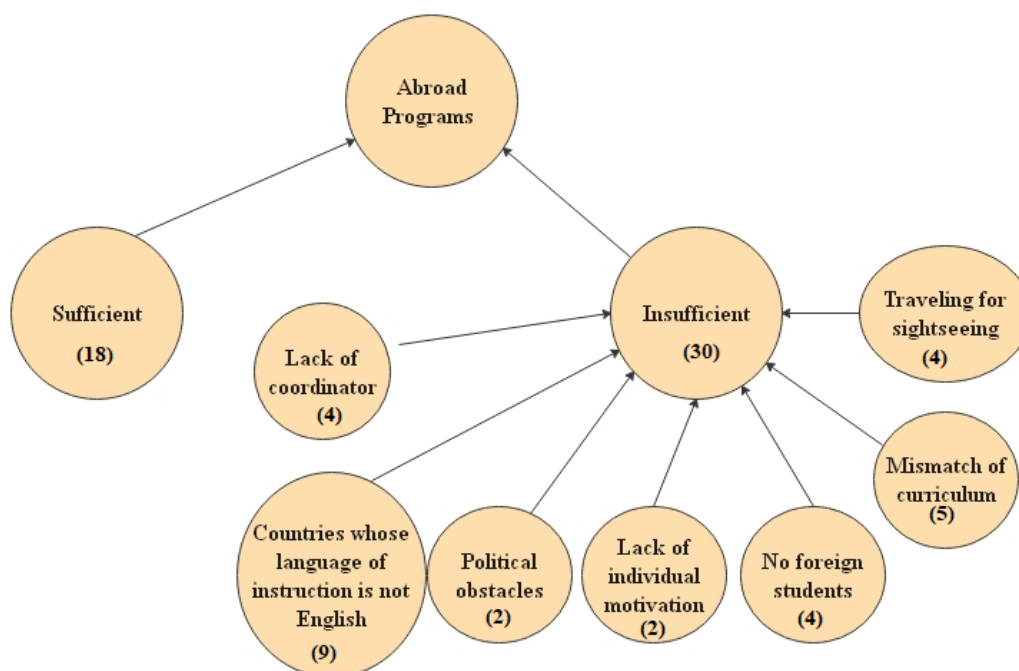 Abroad
Programs
Sufficient
(18)
Insufficient
(30)
Traveling for
sightseeing
(4)
Lack of
coordinator
(4)
Mismatch of
curriculum
(5)
Countries whose
language of
instruction is not
English
(9)
Political
obstacles
(2)
Lack of
individual
motivation
(2)
No foreign
students
(4)